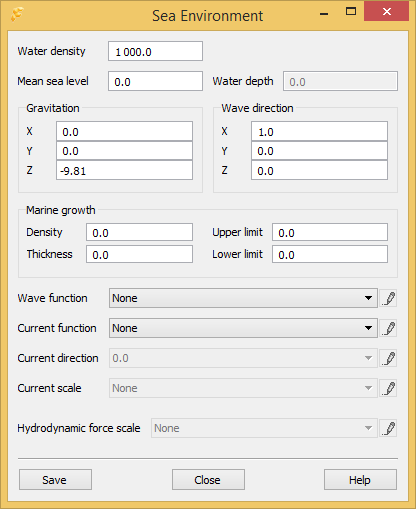 Sea Environment
Water density 1 000.0
Mean sea level 0.0 Water depth 0.0
Gravitation Wave direction
X 0.0 X 1.0
Y 0.0 Y 0.0
Z -9.81 Z 0.0
Marine growth
Density 0.0 Upper limit 0.0
Thickness 0.0 Lower limit 0.0
Wave function None
Current function None
Current direction 0.0
Current scale None
Hydrodynamic force scale None
Save Close Help